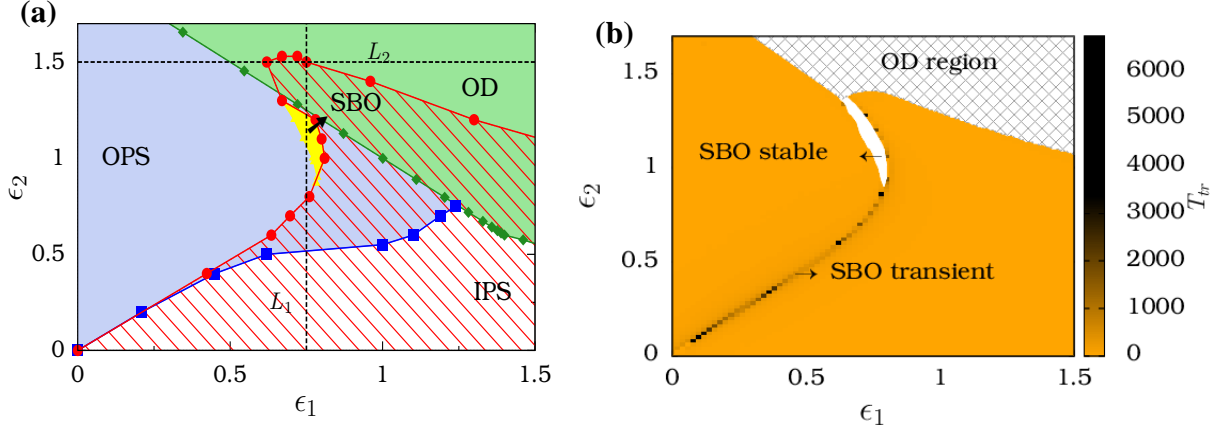 (a)
1.5
1
0.5
0
ϵ₂
0
0.5
1
1.5
ϵ₁
OPS
L₂
SBO
OD
L₁
IPS
(b)
1.5
1
0.5
0
ϵ₂
0
0.5
1
1.5
ϵ₁
OD region
SBO stable
SBO transient
6000
5000
4000
3000
2000
1000
0
T_tr